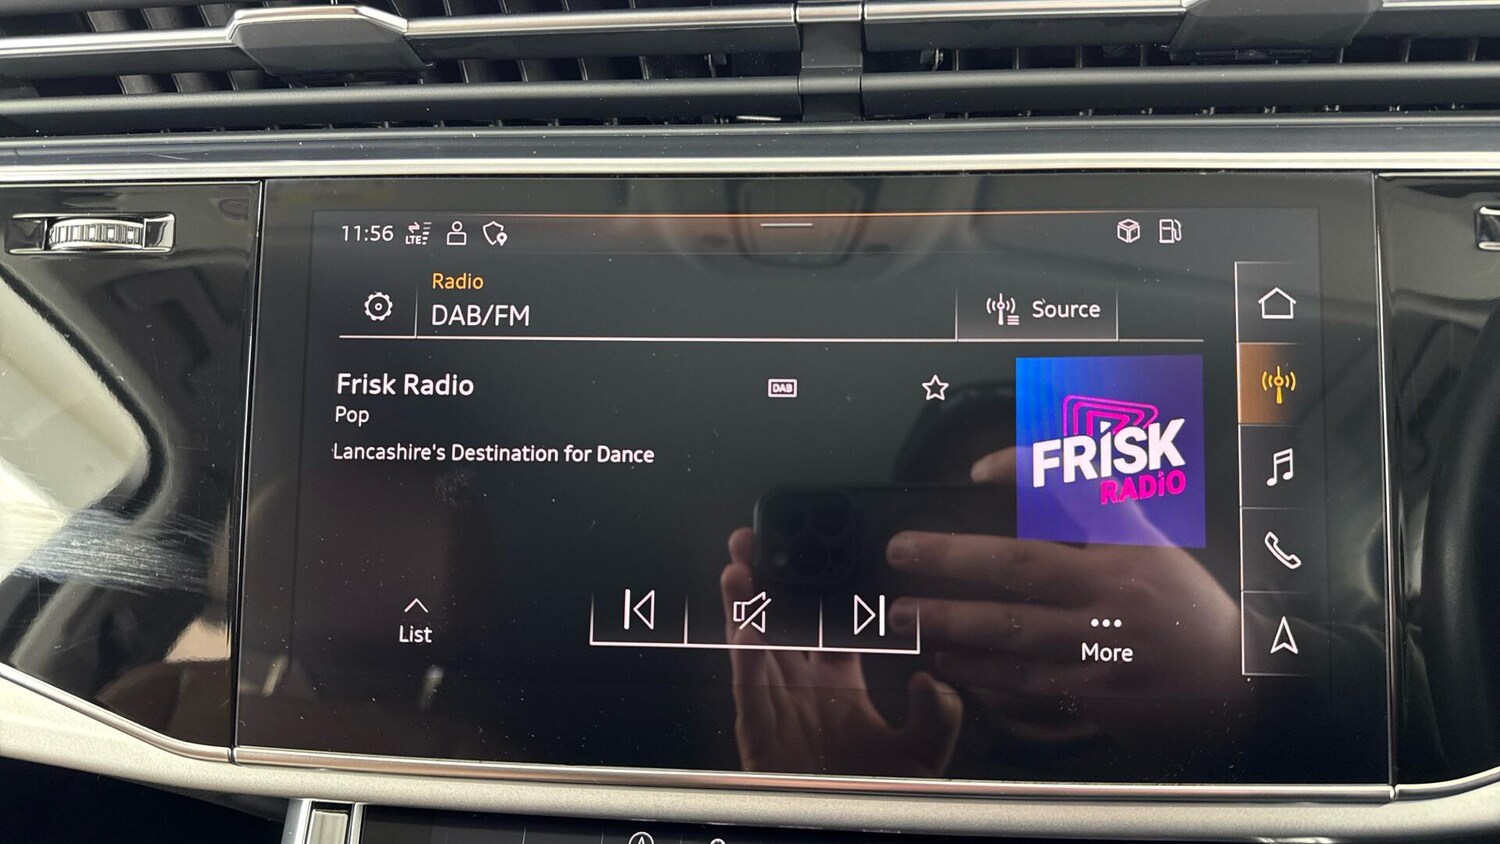 11:56
LTE
Radio
DAB/FM
Source
Frisk Radio
DAB
Pop
Lancashire's Destination for Dance
FRiSK
RADiO
List
More